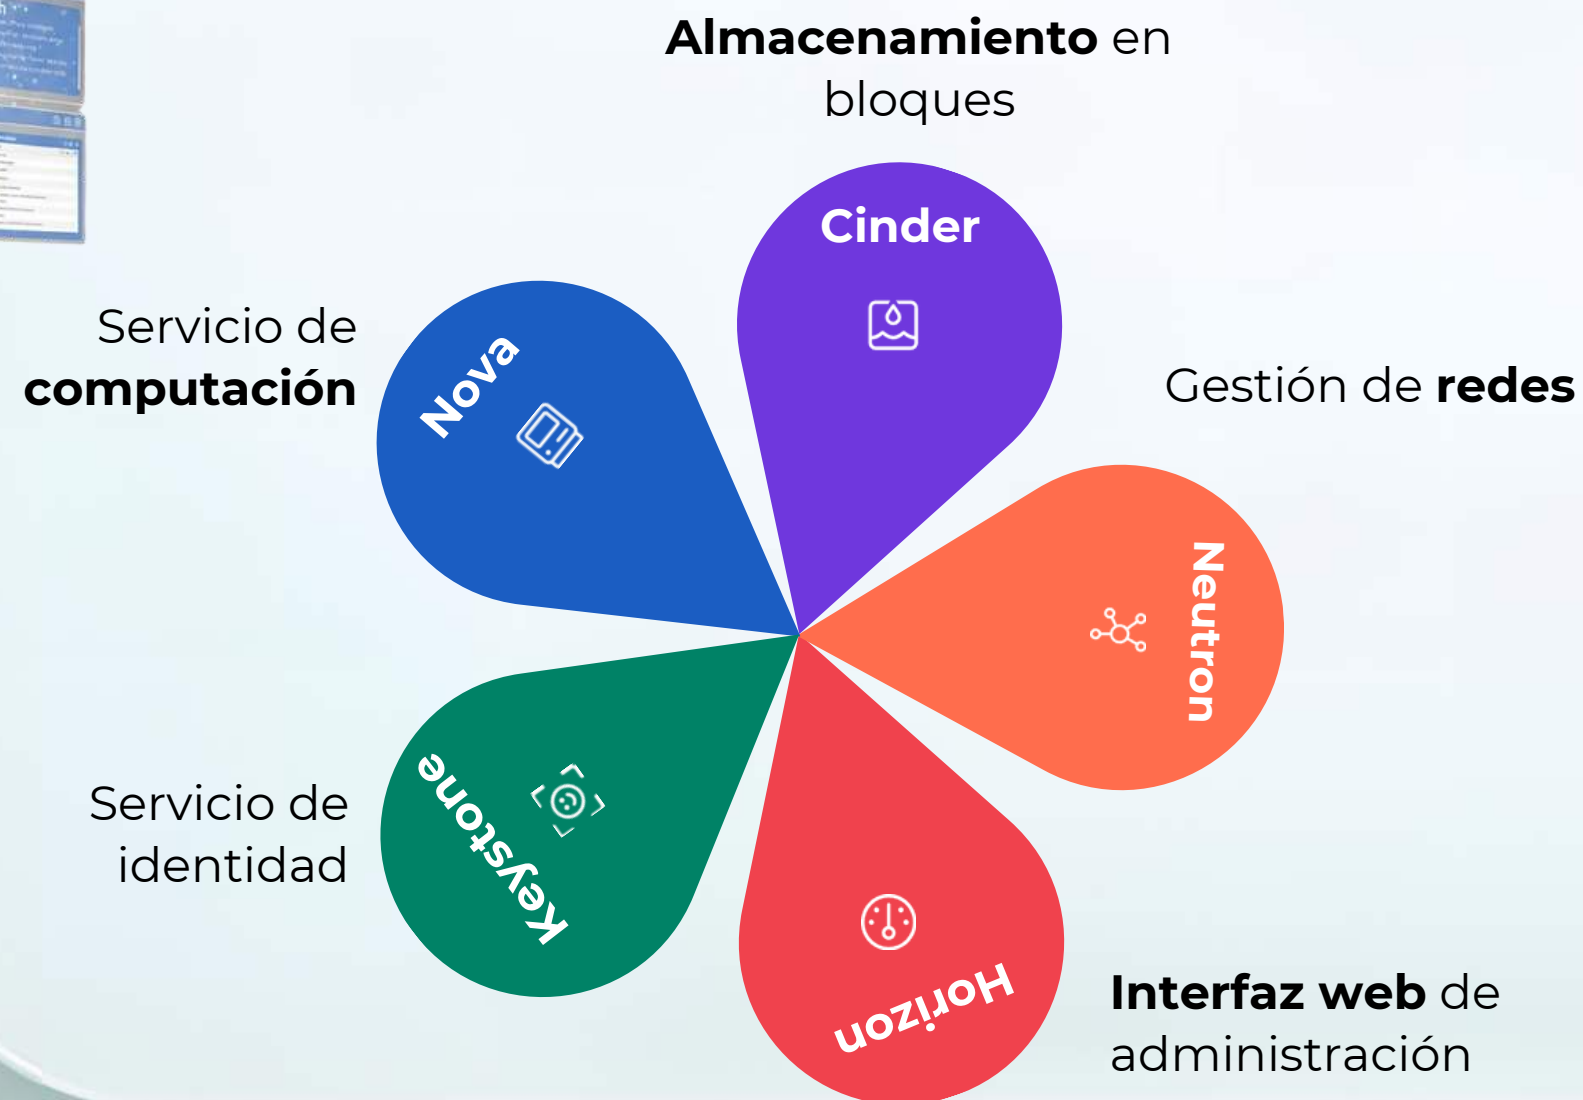 Almacenamiento en
bloques
Cinder
Servicio de
computación
Nova
Gestión de redes
Neutron
Servicio de
identidad
Keystone
Horizon
Interfaz web de
administración